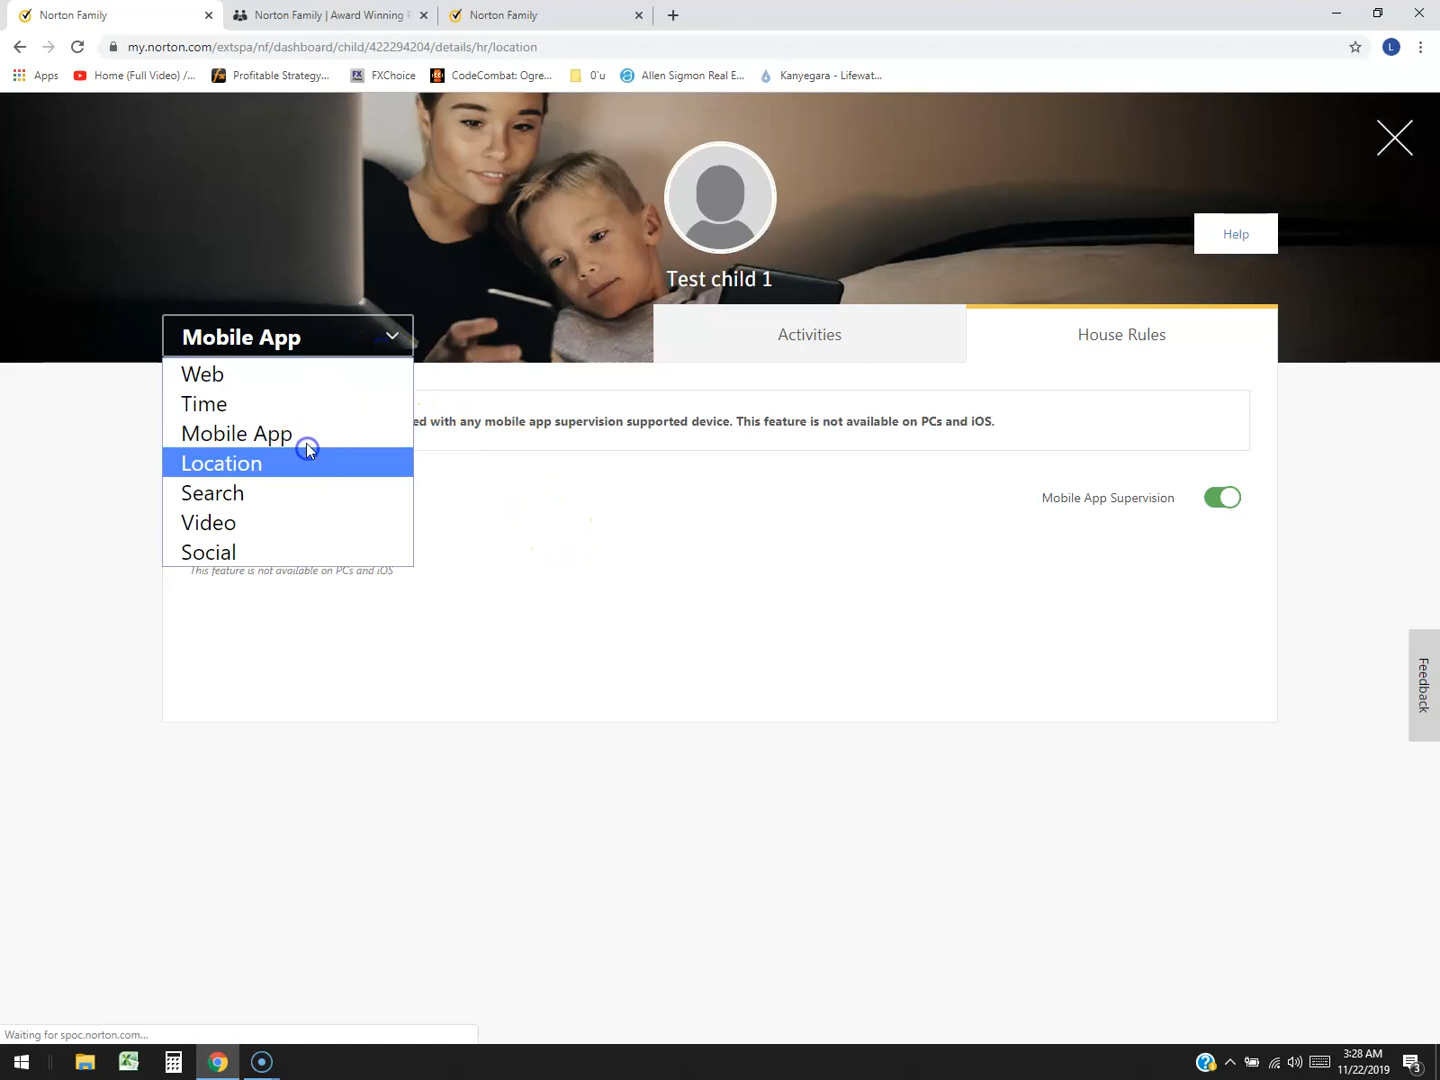 Norton Family
Norton Family | Award Winning
Norton Family
my.norton.com/extspa/nf/dashboard/child/422294204/details/hr/location
L
Apps
Home (Full Video) /...
Profitable Strategy...
FXChoice
CodeCombat: Ogre...
0`u
Allen Sigmon Real E...
Kanyegara - Lifewat...
Help
Test child 1
Mobile App
Activities
House Rules
Web
Time
Mobile App
Location
Search
Video
Social
ed with any mobile app supervision supported device. This feature is not available on PCs and iOS.
Mobile App Supervision
This feature is not available on PCs and iOS
Feedback
Waiting for spoc.norton.com...
3:28 AM
11/22/2019
3